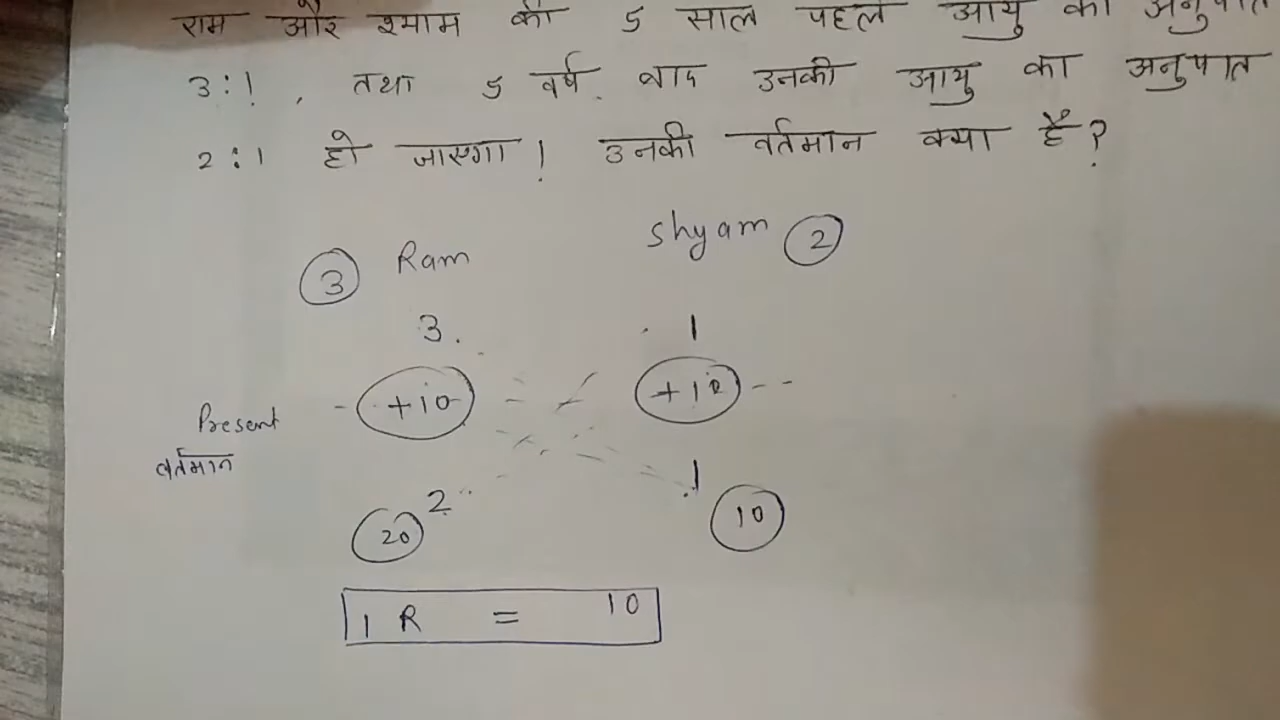 राम और श्याम की 5 साल पहले आयु का अनुपात
3:1 , तथा 5 वर्ष बाद उनकी आयु का अनुपात
2:1 हो जाएगा! उनकी वर्तमान क्या है?
Ram Shyam
3 2
3. 1
+10 +10
Present
वर्तमान
2 1
20 10
1 R = 10